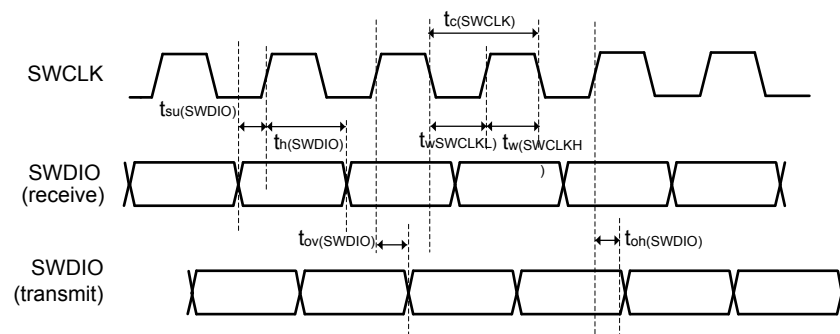 tc(SWCLK)
SWCLK
tsu(SWDIO)
th(SWDIO)
twSWCLKL)
tw(SWCLKH
)
SWDIO
(receive)
tov(SWDIO)
toh(SWDIO)
SWDIO
(transmit)